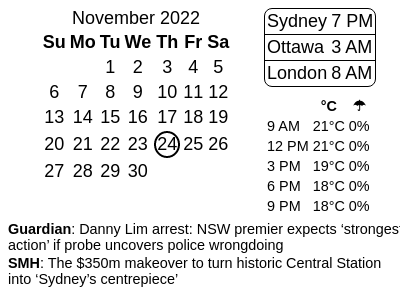 November 2022
Su Mo Tu We Th Fr Sa
1 2 3 4 5
6 7 8 9 10 11 12
13 14 15 16 17 18 19
20 21 22 23 24 25 26
27 28 29 30
Sydney 7 PM
Ottawa 3 AM
London 8 AM
°C ☂
9 AM 21°C 0%
12 PM 21°C 0%
3 PM 19°C 0%
6 PM 18°C 0%
9 PM 18°C 0%
Guardian: Danny Lim arrest: NSW premier expects ‘strongest
action’ if probe uncovers police wrongdoing
SMH: The $350m makeover to turn historic Central Station
into ‘Sydney’s centrepiece’